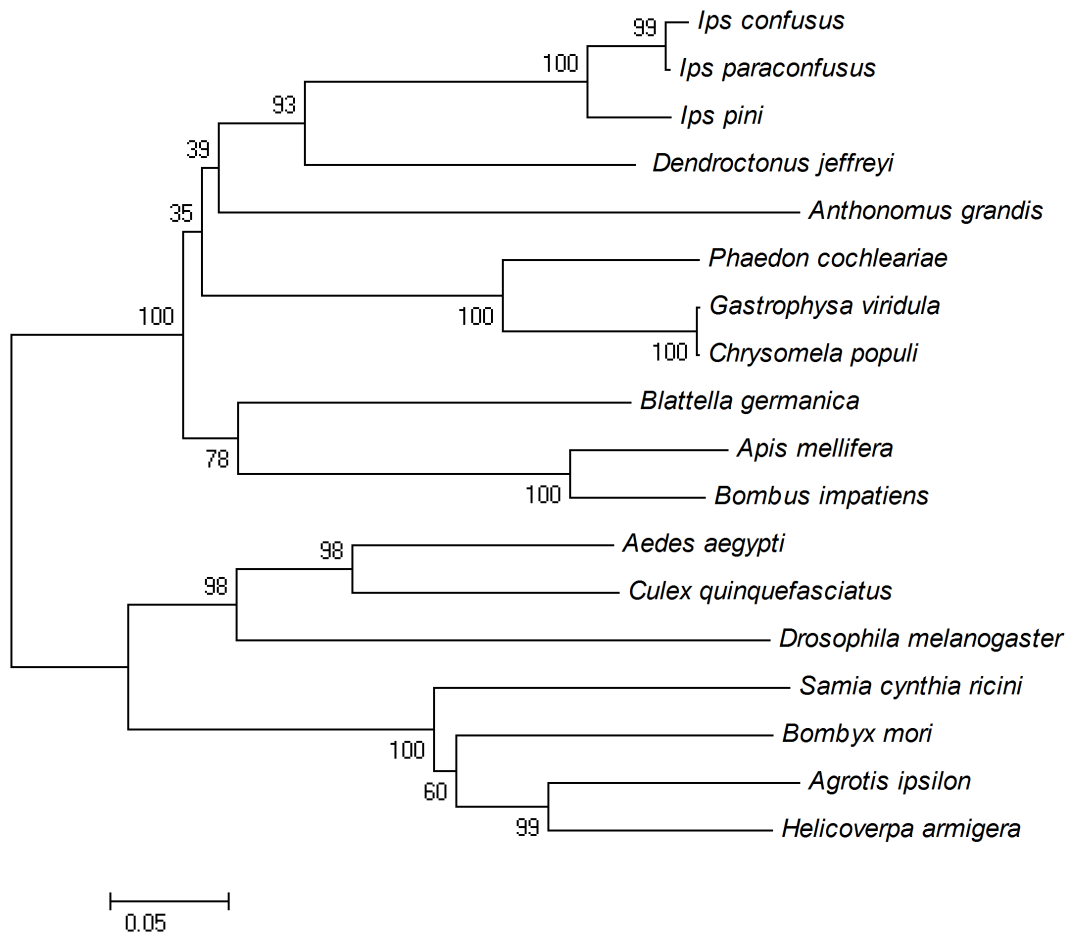 99
Ips confusus
100
Ips paraconfusus
93
Ips pini
39
Dendroctonus jeffreyi
35
Anthonomus grandis
Phaedon cochleariae
100
100
Gastrophysa viridula
100
Chrysomela populi
Blattella germanica
78
Apis mellifera
100
Bombus impatiens
98
Aedes aegypti
98
Culex quinquefasciatus
Drosophila melanogaster
Samia cynthia ricini
100
Bombyx mori
60
Agrotis ipsilon
99
Helicoverpa armigera
0.05